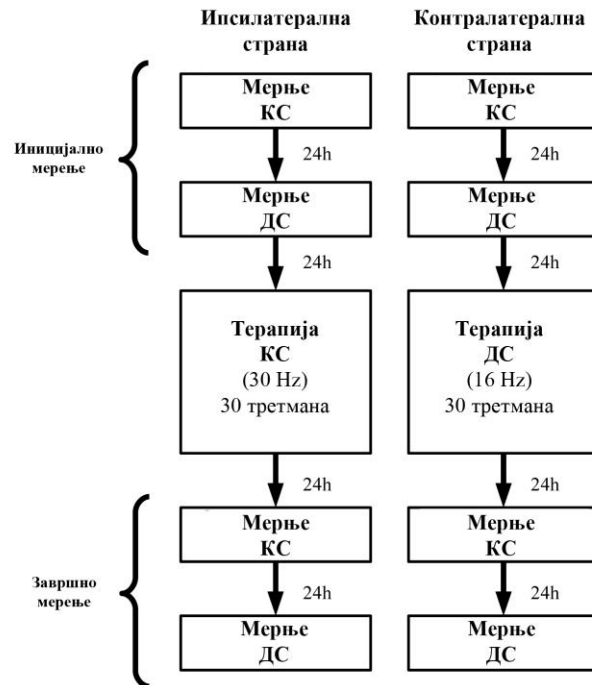 Ипсилатерална
страна
Контралатерална
страна
Иницијално
мерење
Мерње
КС
Мерње
КС
24h
24h
Мерње
ДС
Мерње
ДС
24h
24h
Терапија
КС
(30 Hz)
30 третмана
Терапија
ДС
(16 Hz)
30 третмана
24h
24h
Завршно
мерење
Мерње
КС
Мерње
КС
24h
24h
Мерње
ДС
Мерње
ДС